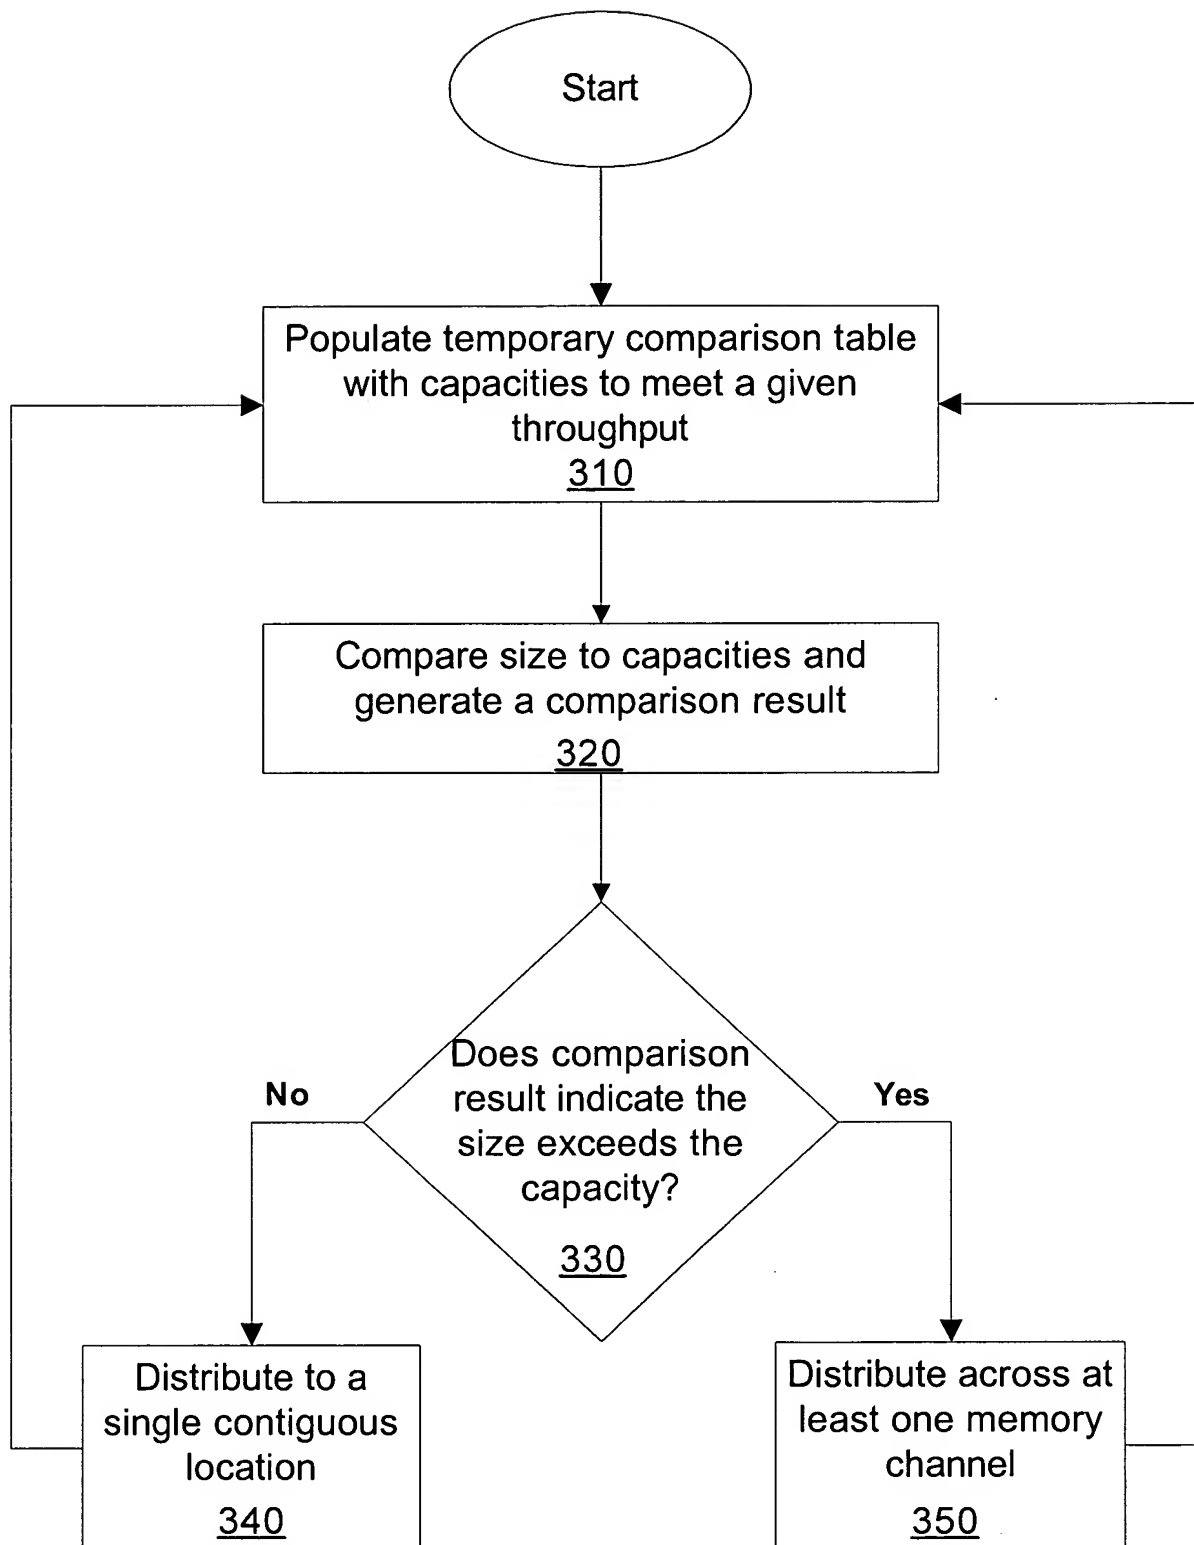 Start
Populate temporary comparison table
with capacities to meet a given
throughput
310
Compare size to capacities and
generate a comparison result
320
Does comparison
result indicate the
size exceeds the
capacity?
330
No
Yes
Distribute to a
single contiguous
location
340
Distribute across at
least one memory
channel
350